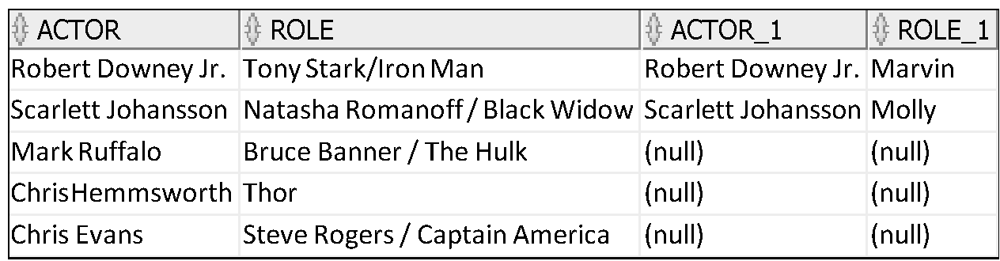 ACTOR ROLE ACTOR_1 ROLE_1
Robert Downey Jr. Tony Stark/Iron Man Robert Downey Jr. Marvin
Scarlett Johansson Natasha Romanoff / Black Widow Scarlett Johansson Molly
Mark Ruffalo Bruce Banner / The Hulk (null) (null)
ChrisHemmsworth Thor (null) (null)
Chris Evans Steve Rogers / Captain America (null) (null)